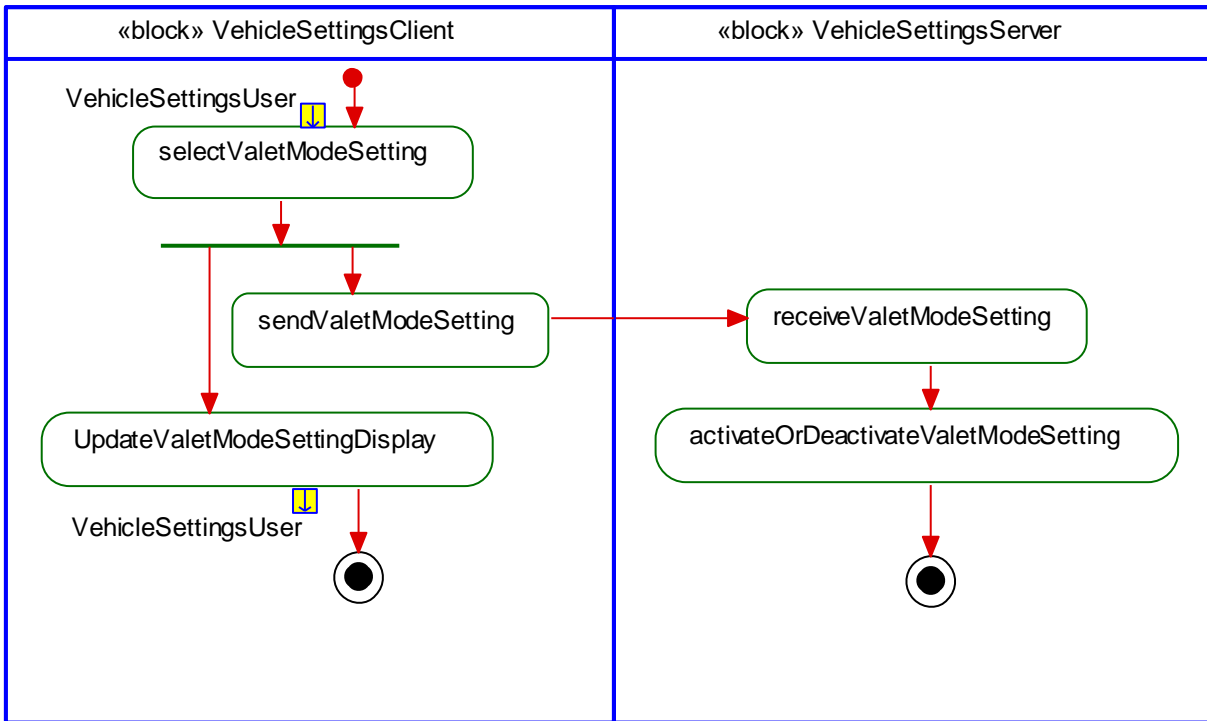 «block» VehicleSettingsClient
«block» VehicleSettingsServer
VehicleSettingsUser
selectValetModeSetting
sendValetModeSetting
receiveValetModeSetting
UpdateValetModeSettingDisplay
activateOrDeactivateValetModeSetting
VehicleSettingsUser